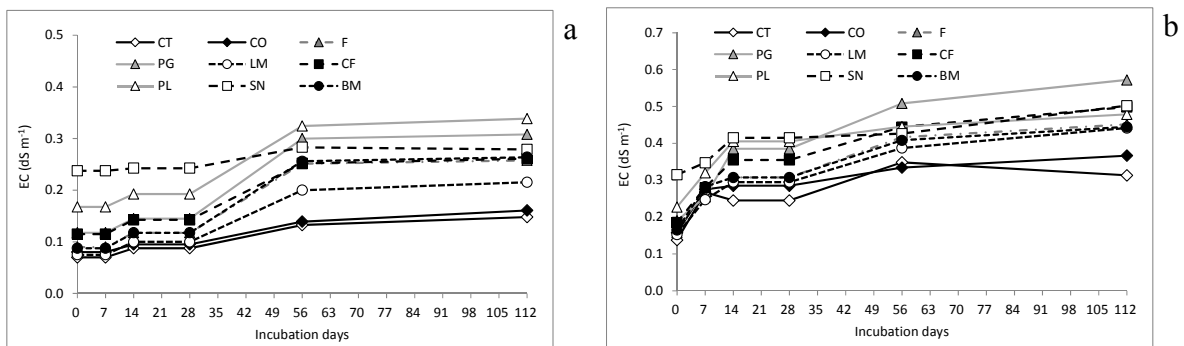 a
0.5
0.4
0.3
0.2
0.1
0.0
EC (dS m⁻¹)
CT CO F
PG LM CF
PL SN BM
0 7 14 21 28 35 42 49 56 63 70 77 84 91 98 105 112
Incubation days
b
0.7
0.6
0.5
0.4
0.3
0.2
0.1
0.0
EC (dS m⁻¹)
CT CO F
PG LM CF
PL SN BM
0 7 14 21 28 35 42 49 56 63 70 77 84 91 98 105 112
Incubation days